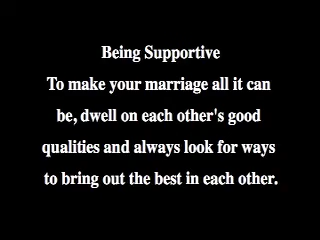 Being Supportive
To make your marriage all it can
be, dwell on each other's good
qualities and always look for ways
to bring out the best in each other.